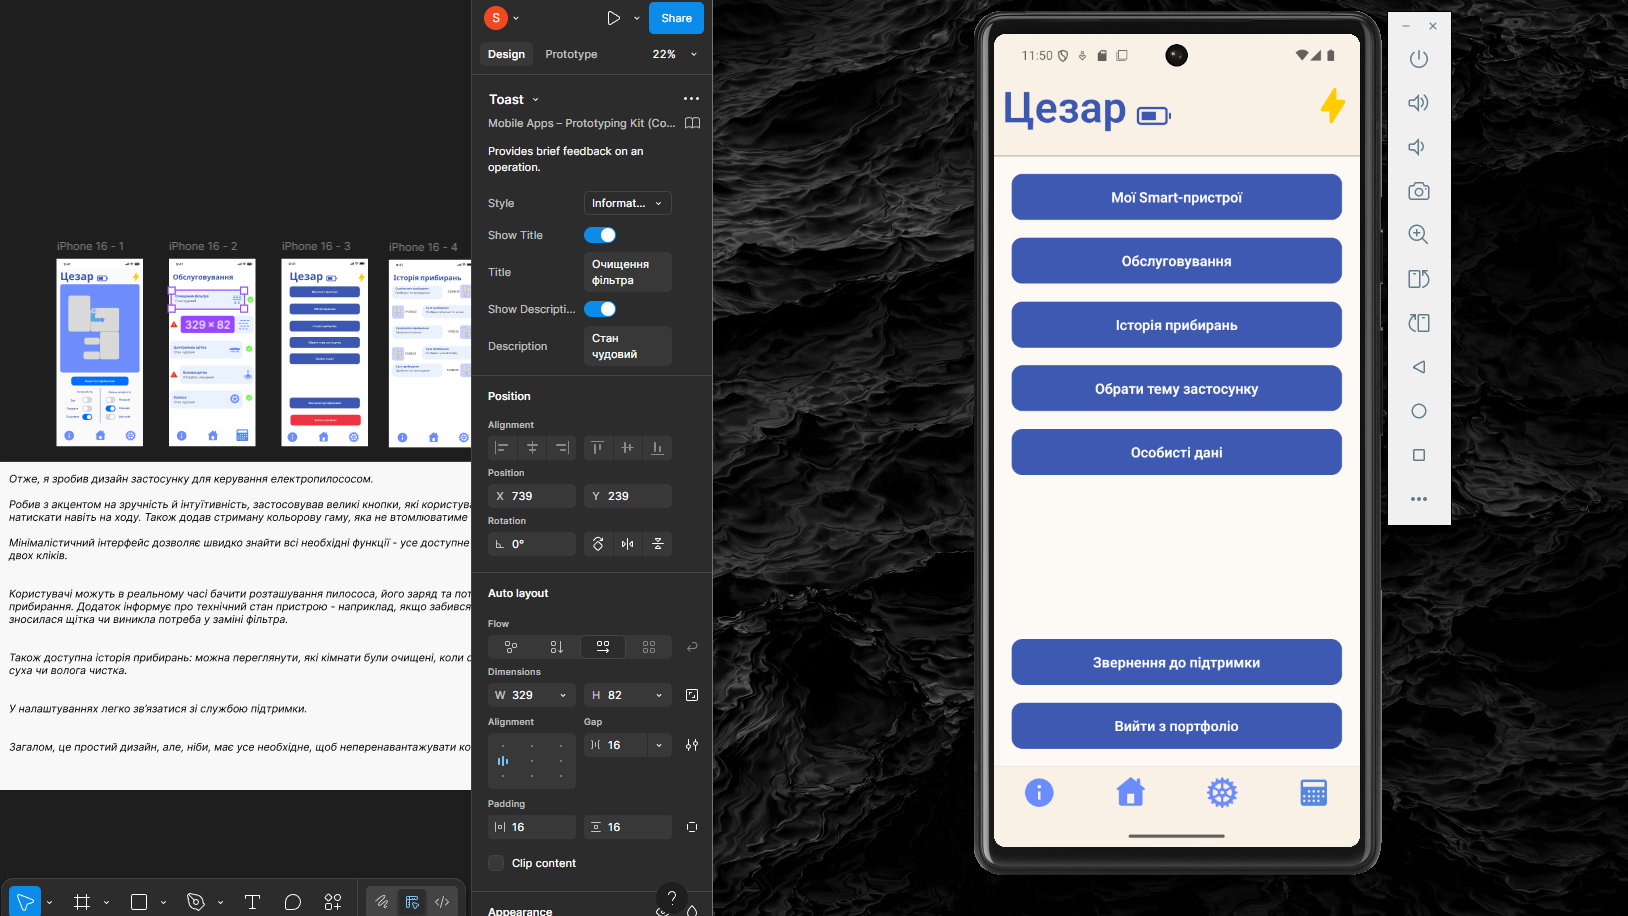 S
Share
Design
Prototype
22%
Toast
Mobile Apps – Prototyping Kit (Co...
Provides brief feedback on an
operation.
Style
Informat...
Show Title
Title
Очищення
фільтра
Show Descripti...
Description
Стан
чудовий
Position
Alignment
Position
X 739
Y 239
Rotation
0°
Auto layout
Flow
Dimensions
W 329
H 82
Alignment
Gap
16
Padding
16
16
Clip content
Appearance
?
iPhone 16 - 1
iPhone 16 - 2
iPhone 16 - 3
iPhone 16 - 4
Цезар
Обслуговування
Очищення фільтра
329 × 82
Центральна щітка
Бокова щітка
Колеса
Цезар
Історія прибирань
Отже, я зробив дизайн застосунку для керування електропилососом.
Робив з акцентом на зручність й інтуїтивність, застосовував великі кнопки, які користува
натискати навіть на ходу. Також додав стриману кольорову гаму, яка не втомлюватиме
Мінімалістичний інтерфейс дозволяє швидко знайти всі необхідні функції - усе доступне
двох кліків.
Користувачі можуть в реальному часі бачити розташування пилососа, його заряд та пот
прибирання. Додаток інформує про технічний стан пристрою - наприклад, якщо забився
зносилася щітка чи виникла потреба у заміні фільтра.
Також доступна історія прибирань: можна переглянути, які кімнати були очищені, коли с
суха чи волога чистка.
У налаштуваннях легко зв'язатися зі службою підтримки.
Загалом, це простий дизайн, але, ніби, має усе необхідне, щоб неперенавантажувати ко
11:50
Цезар
Мої Smart-пристрої
Обслуговування
Історія прибирань
Обрати тему застосунку
Особисті дані
Звернення до підтримки
Вийти з портфоліо